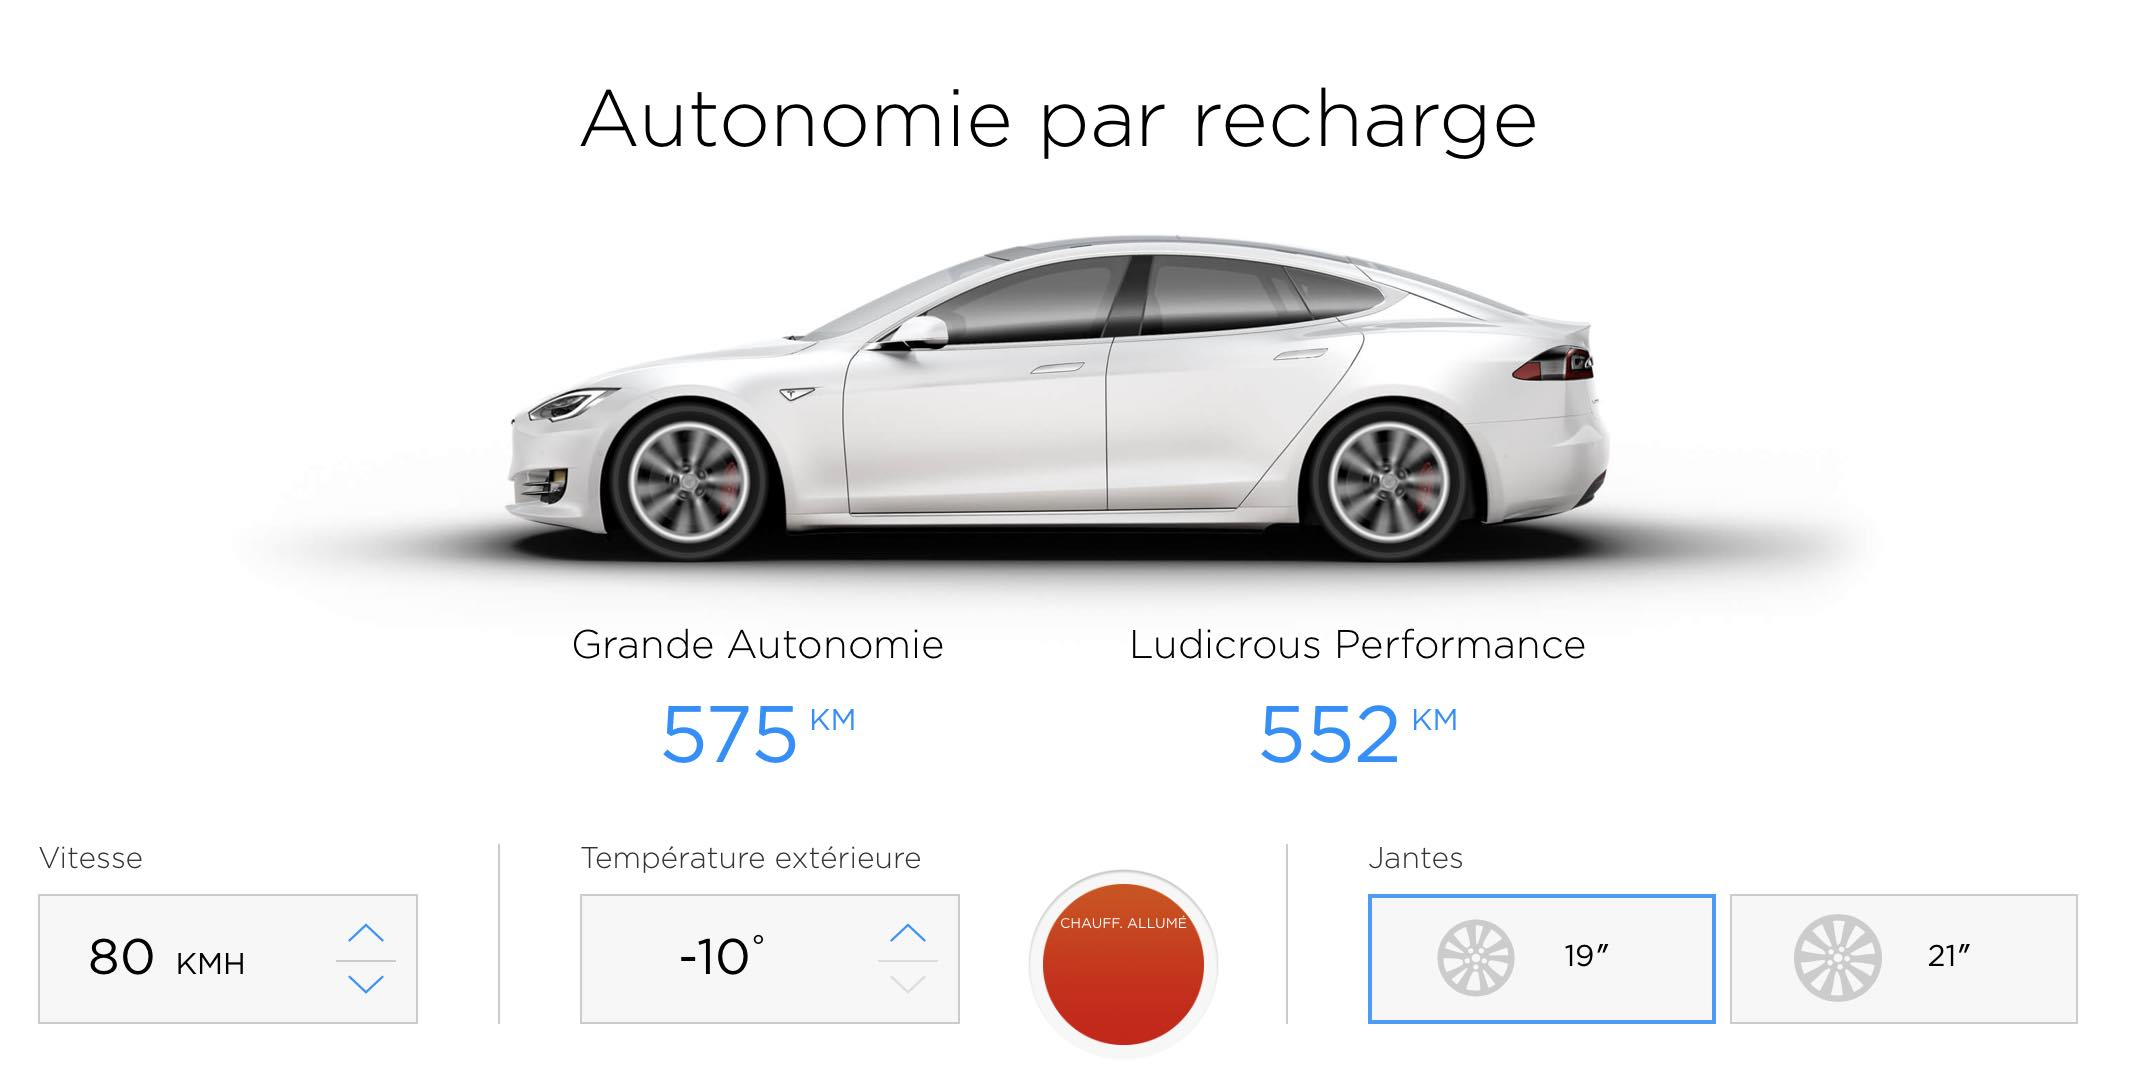 Autonomie par recharge
Grande Autonomie
Ludicrous Performance
575 KM
552 KM
Vitesse
Température extérieure
Jantes
80 KMH
-10°
CHAUFF. ALLUMÉ
19″
21″